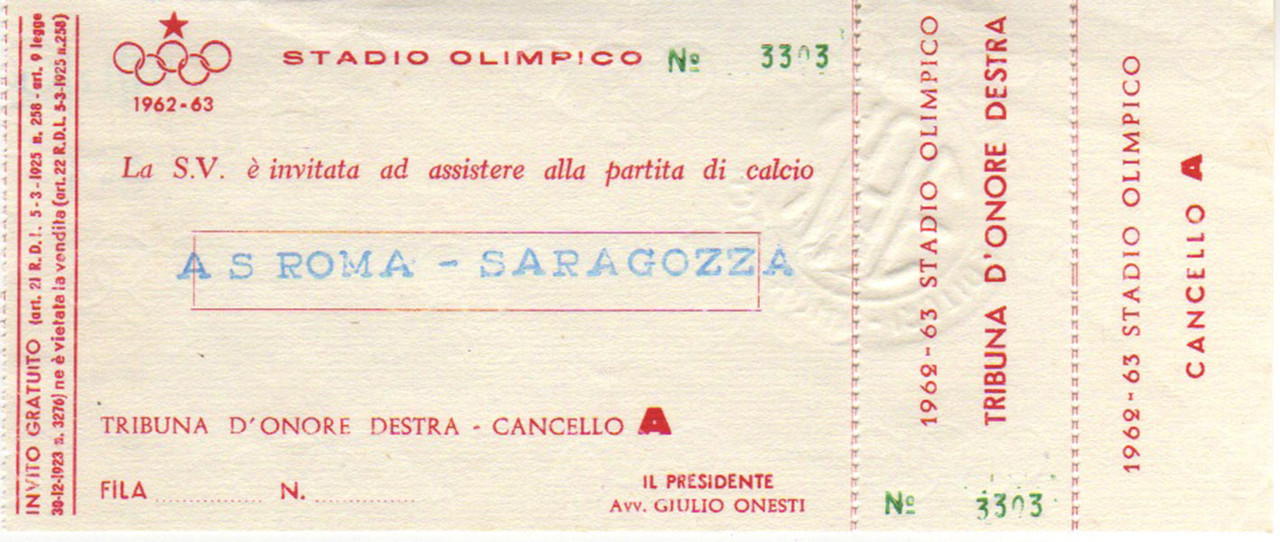 INVITO GRATUITO (art. 21 R.D.L. 5-3-1925 n. 258 - art. 9 legge
30-12-1923 n. 3276) ne è vietata la vendita (art. 22 R.D.L. 5-3-1925 n. 258)
1962-63
STADIO OLIMPICO Nº 3303
La S.V. è invitata ad assistere alla partita di calcio
A S ROMA - SARAGOZZA
TRIBUNA D'ONORE DESTRA - CANCELLO A
FILA .......... N. ..........
IL PRESIDENTE
Avv. GIULIO ONESTI
1962-63 STADIO OLIMPICO
TRIBUNA D'ONORE DESTRA
Nº 3303
1962-63 STADIO OLIMPICO
CANCELLO A